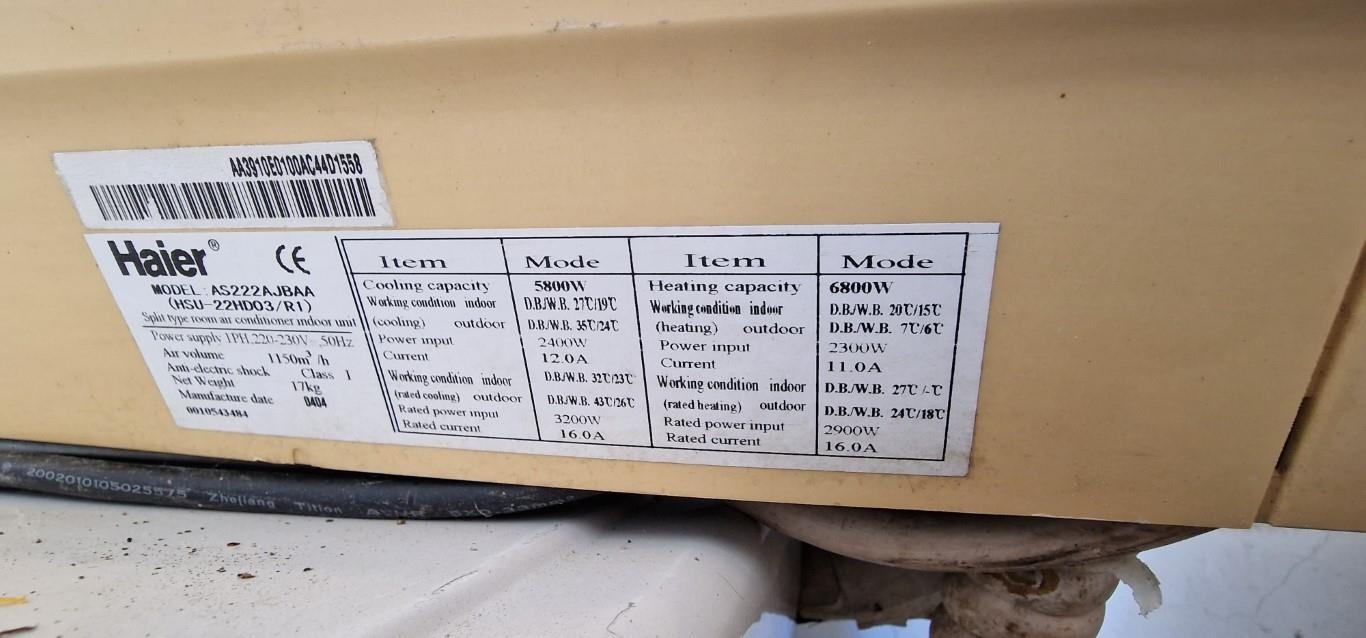 AA3910E0100AC44D1558
Haier® CE
MODEL: AS222AJBAA
(HSU-22HD03/R1)
Split type room air conditioner indoor unit
Power supply 1PH,220-230V~,50Hz
Air volume 1150m³/h
Anti-electric shock Class I
Net Weight 17kg
Manufacture date 0404
0010543484
Item Mode Item Mode
Cooling capacity 5800W Heating capacity 6800W
Working condition indoor D.B./W.B. 27℃/19℃ Working condition indoor D.B./W.B. 20℃/15℃
(cooling) outdoor D.B./W.B. 35℃/24℃ (heating) outdoor D.B./W.B. 7℃/6℃
Power input 2400W Power input 2300W
Current 12.0A Current 11.0A
Working condition indoor D.B./W.B. 32℃/23℃ Working condition indoor D.B./W.B. 27℃/-℃
(rated cooling) outdoor D.B./W.B. 43℃/26℃ (rated heating) outdoor D.B./W.B. 24℃/18℃
Rated power input 3200W Rated power input 2900W
Rated current 16.0A Rated current 16.0A
2002010105025575 Zhejiang Tition